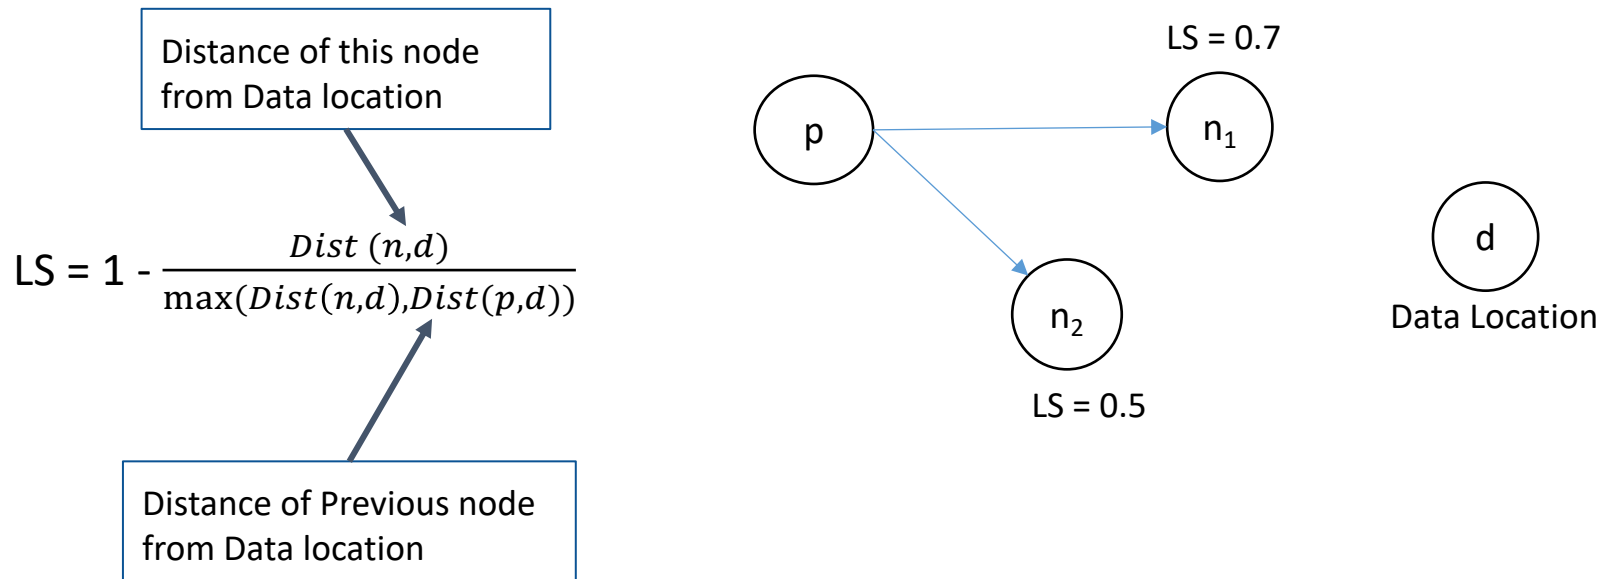 Distance of this node
from Data location
LS = 1 - Dist (n,d) / max(Dist(n,d),Dist(p,d))
Distance of Previous node
from Data location
LS = 0.7
p
n₁
d
Data Location
n₂
LS = 0.5